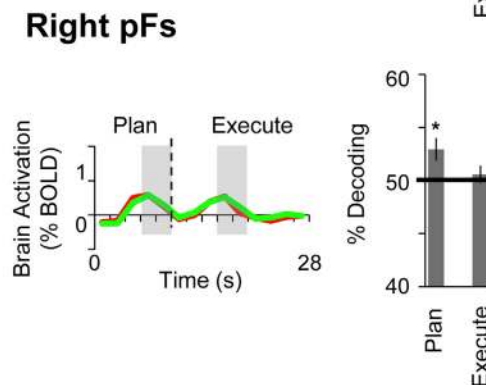 Right pFs
Plan
Execute
Brain Activation
(% BOLD)
1
0
0
28
Time (s)
% Decoding
60
50
40
*
Plan
Execute